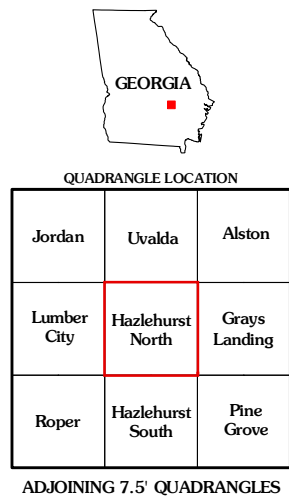 GEORGIA
QUADRANGLE LOCATION
Jordan
Uvalda
Alston
Lumber
City
Hazlehurst
North
Grays
Landing
Roper
Hazlehurst
South
Pine
Grove
ADJOINING 7.5' QUADRANGLES